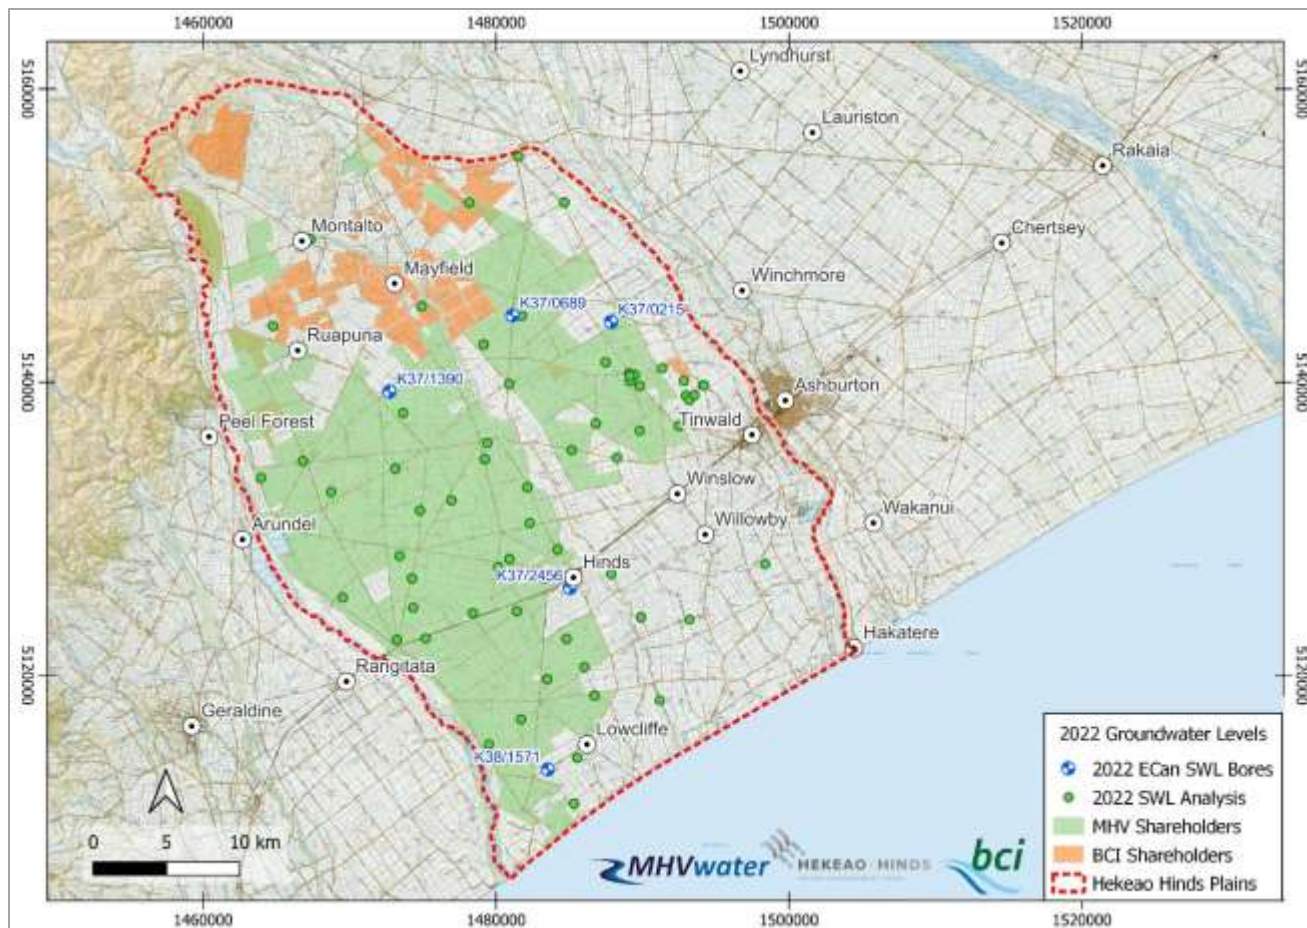 1460000
1480000
1500000
1520000
5160000
5160000
Lyndhurst
Lauriston
Rakaia
Montalto
Chertsey
Mayfield
Winchmore
K37/0689
K37/0215
Ruapuna
K37/1390
5140000
5140000
Ashburton
Peel Forest
Tinwald
Winslow
Arundel
Willowby
Wakanui
Hinds
K37/2456
Hakatere
Rangitata
5120000
5120000
Geraldine
Lowcliffe
K38/1571
2022 Groundwater Levels
2022 ECan SWL Bores
2022 SWL Analysis
MHV Shareholders
BCI Shareholders
Hekeao Hinds Plains
0 5 10 km
MHVwater
HEKEAO HINDS
bci
1460000
1480000
1500000
1520000